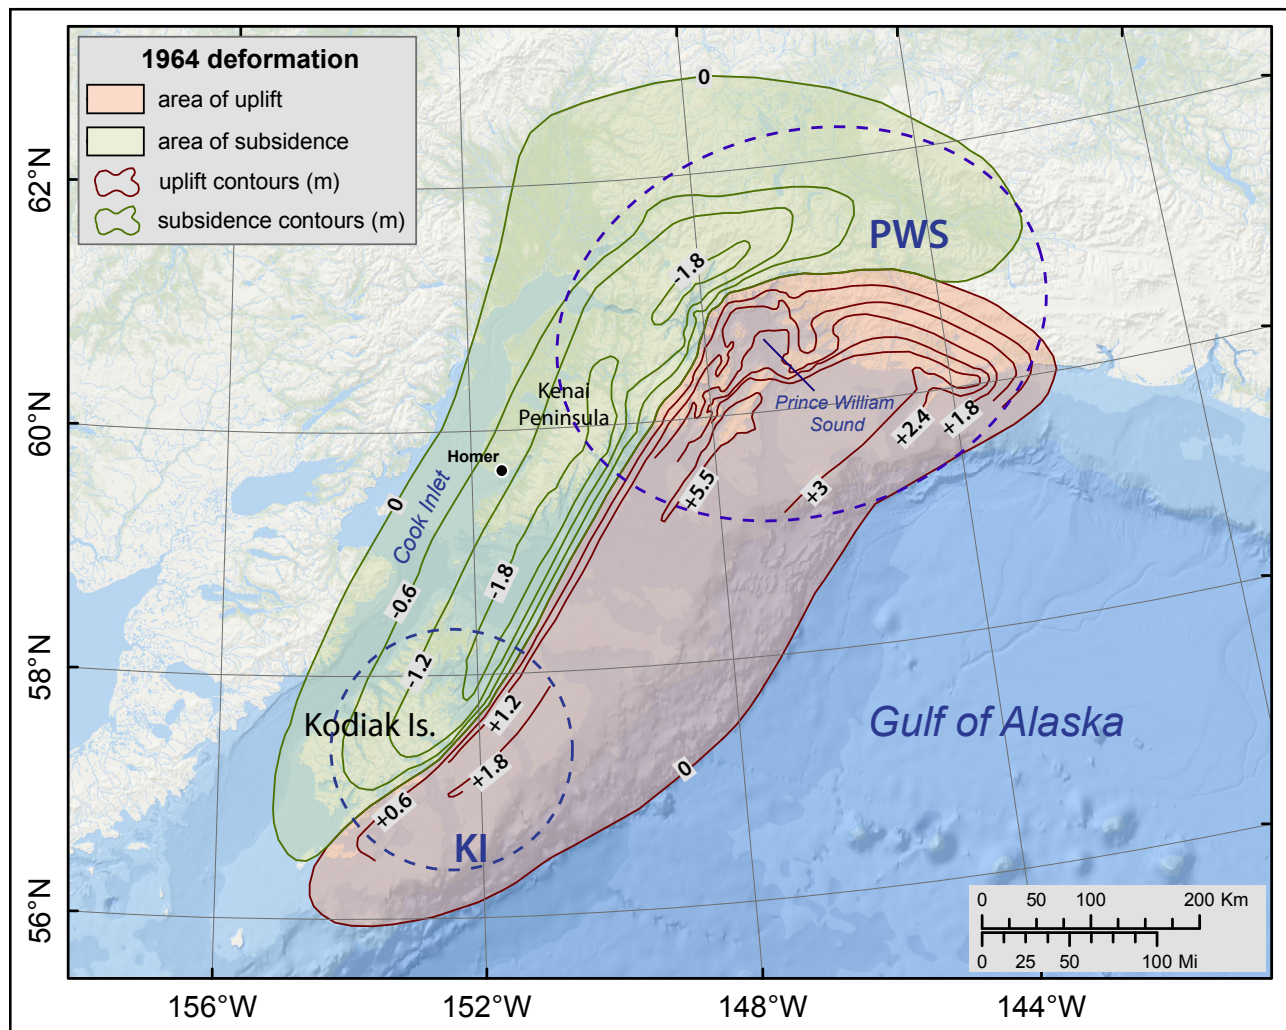 1964 deformation
area of uplift
area of subsidence
uplift contours (m)
subsidence contours (m)
0
62°N
PWS
-1.8
Kenai
Peninsula
Prince William
Sound
60°N
+2.4
+1.8
Homer
+5.5
+3
0
Cook Inlet
-1.8
-0.6
58°N
-1.2
Kodiak Is.
+1.2
Gulf of Alaska
+1.8
0
+0.6
KI
56°N
0 50 100 200 Km
0 25 50 100 Mi
156°W 152°W 148°W 144°W